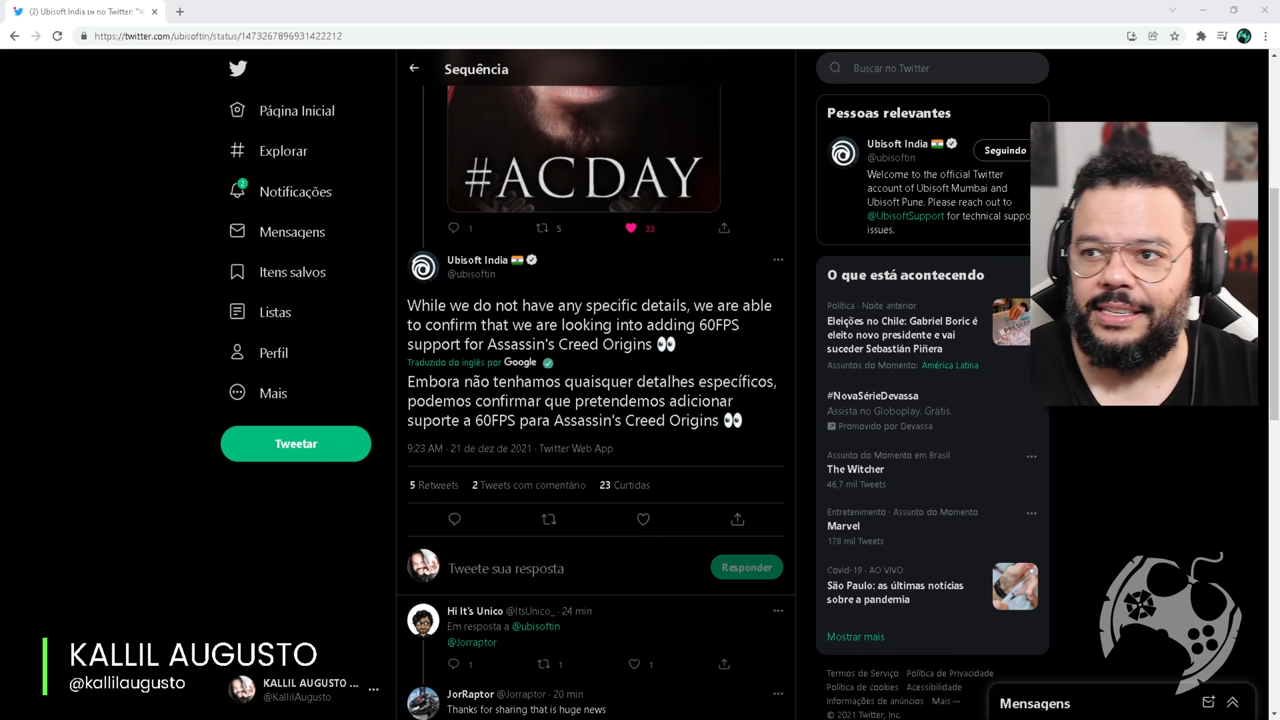 (2) Ubisoft India IN no Twitter: "W
https://twitter.com/ubisoftin/status/1473267896931422212
Página Inicial
Explorar
2
Notificações
Mensagens
Itens salvos
Listas
Perfil
Mais
Tweetar
KALLIL AUGUSTO
@kallilaugusto
KALLIL AUGUSTO ...
@KallilAugusto
Sequência
#ACDAY
1
5
33
Ubisoft India
@ubisoftin
While we do not have any specific details, we are able
to confirm that we are looking into adding 60FPS
support for Assassin's Creed Origins 👀
Traduzido do inglês por Google
Embora não tenhamos quaisquer detalhes específicos,
podemos confirmar que pretendemos adicionar
suporte a 60FPS para Assassin's Creed Origins 👀
9:23 AM · 21 de dez de 2021 · Twitter Web App
5 Retweets 2 Tweets com comentário 23 Curtidas
Tweete sua resposta
Responder
Hi It's Unico @ItsUnico_ · 24 min
Em resposta a @ubisoftin
@Jorraptor
1
1
1
JorRaptor @Jorraptor · 20 min
Thanks for sharing that is huge news
Buscar no Twitter
Pessoas relevantes
Ubisoft India
@ubisoftin
Seguindo
Welcome to the official Twitter
account of Ubisoft Mumbai and
Ubisoft Pune. Please reach out to
@UbisoftSupport for technical suppo
issues.
O que está acontecendo
Política · Noite anterior
Eleições no Chile: Gabriel Boric é
eleito novo presidente e vai
suceder Sebastián Piñera
Assuntos do Momento: América Latina
#NovaSérieDevassa
Assista no Globoplay. Grátis.
Promovido por Devassa
Assunto do Momento em Brasil
The Witcher
46,7 mil Tweets
Entretenimento · Assunto do Momento
Marvel
178 mil Tweets
Covid-19 · AO VIVO
São Paulo: as últimas notícias
sobre a pandemia
Mostrar mais
Termos de Serviço Política de Privacidade
Política de cookies Acessibilidade
Informações de anúncios Mais ···
© 2021 Twitter, Inc.
Mensagens